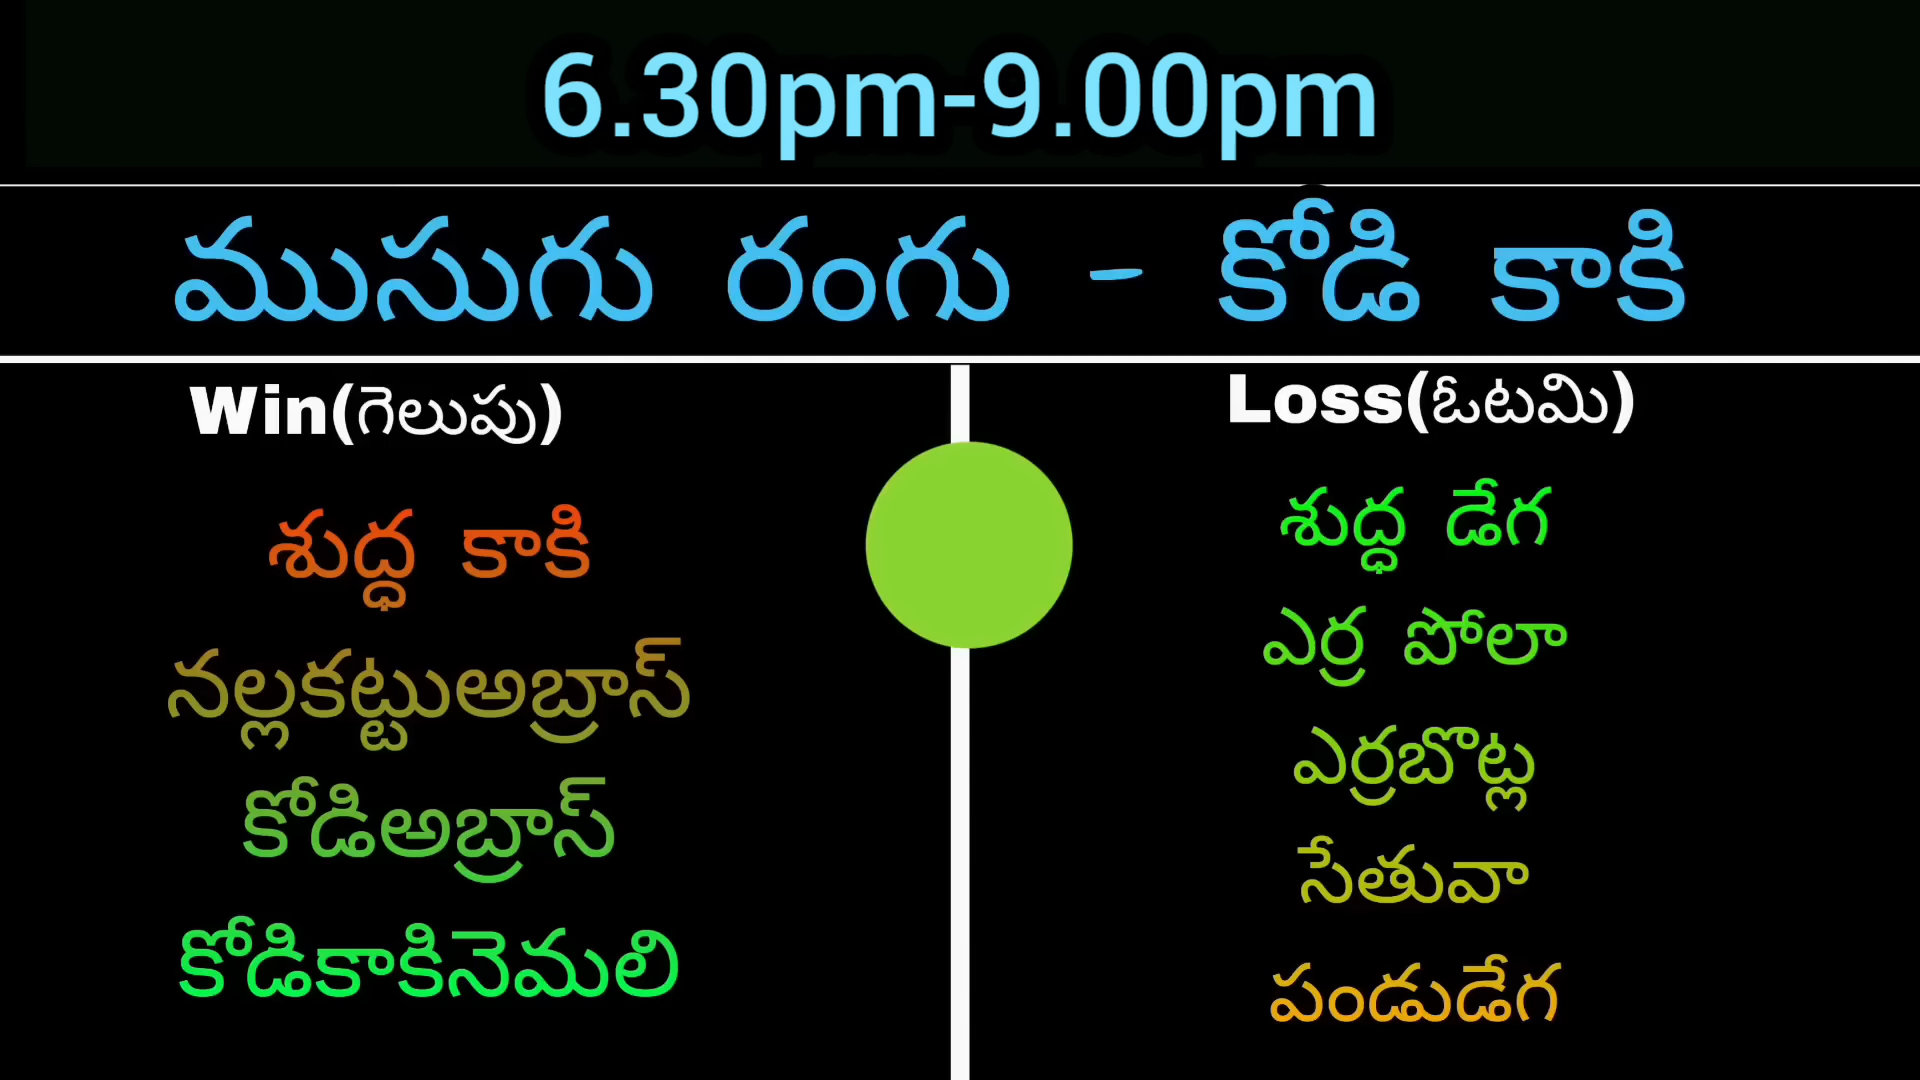 6.30pm-9.00pm
ముసుగు రంగు - కోడి కాకి
Win(గెలుపు)
శుద్ధ కాకి
నల్లకట్టుఅబ్రాస్
కోడిఅబ్రాస్
కోడికాకినెమలి
Loss(ఓటమి)
శుద్ధ డేగ
ఎర్ర పోలా
ఎర్రబొట్ల
సేతువా
పండుడేగ